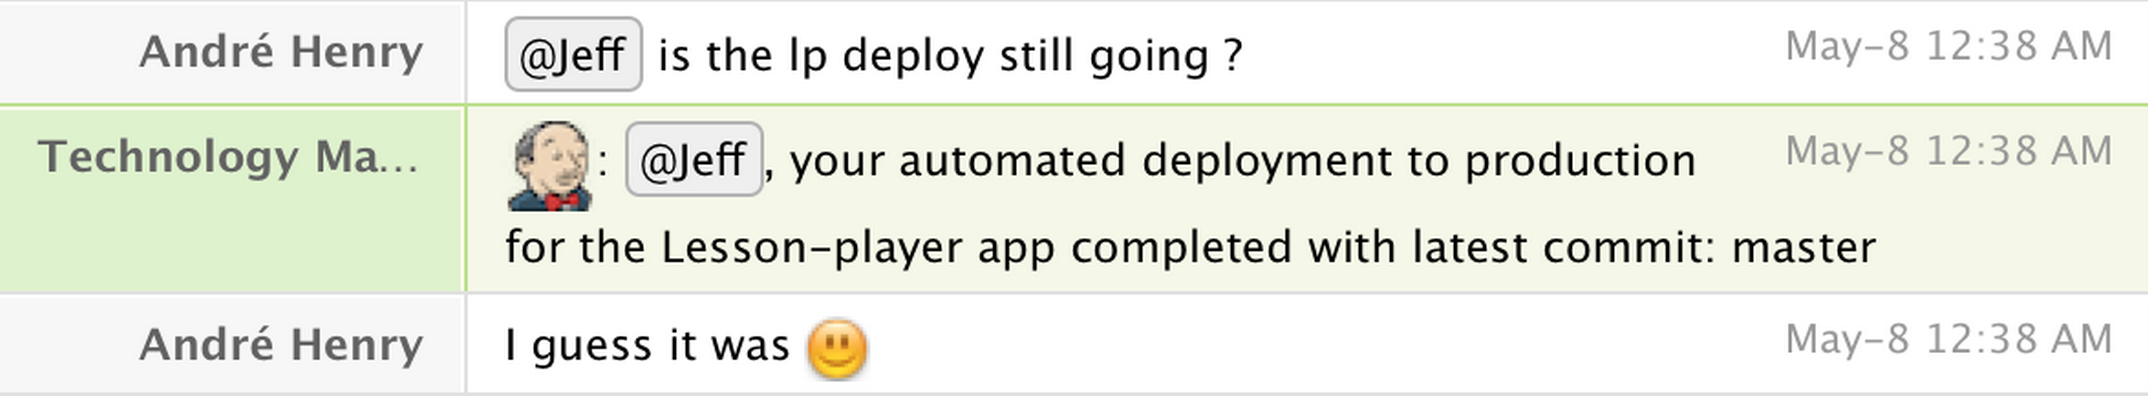 André Henry @Jeff is the lp deploy still going ? May-8 12:38 AM
Technology Ma... : @Jeff, your automated deployment to production May-8 12:38 AM
for the Lesson-player app completed with latest commit: master
André Henry I guess it was May-8 12:38 AM